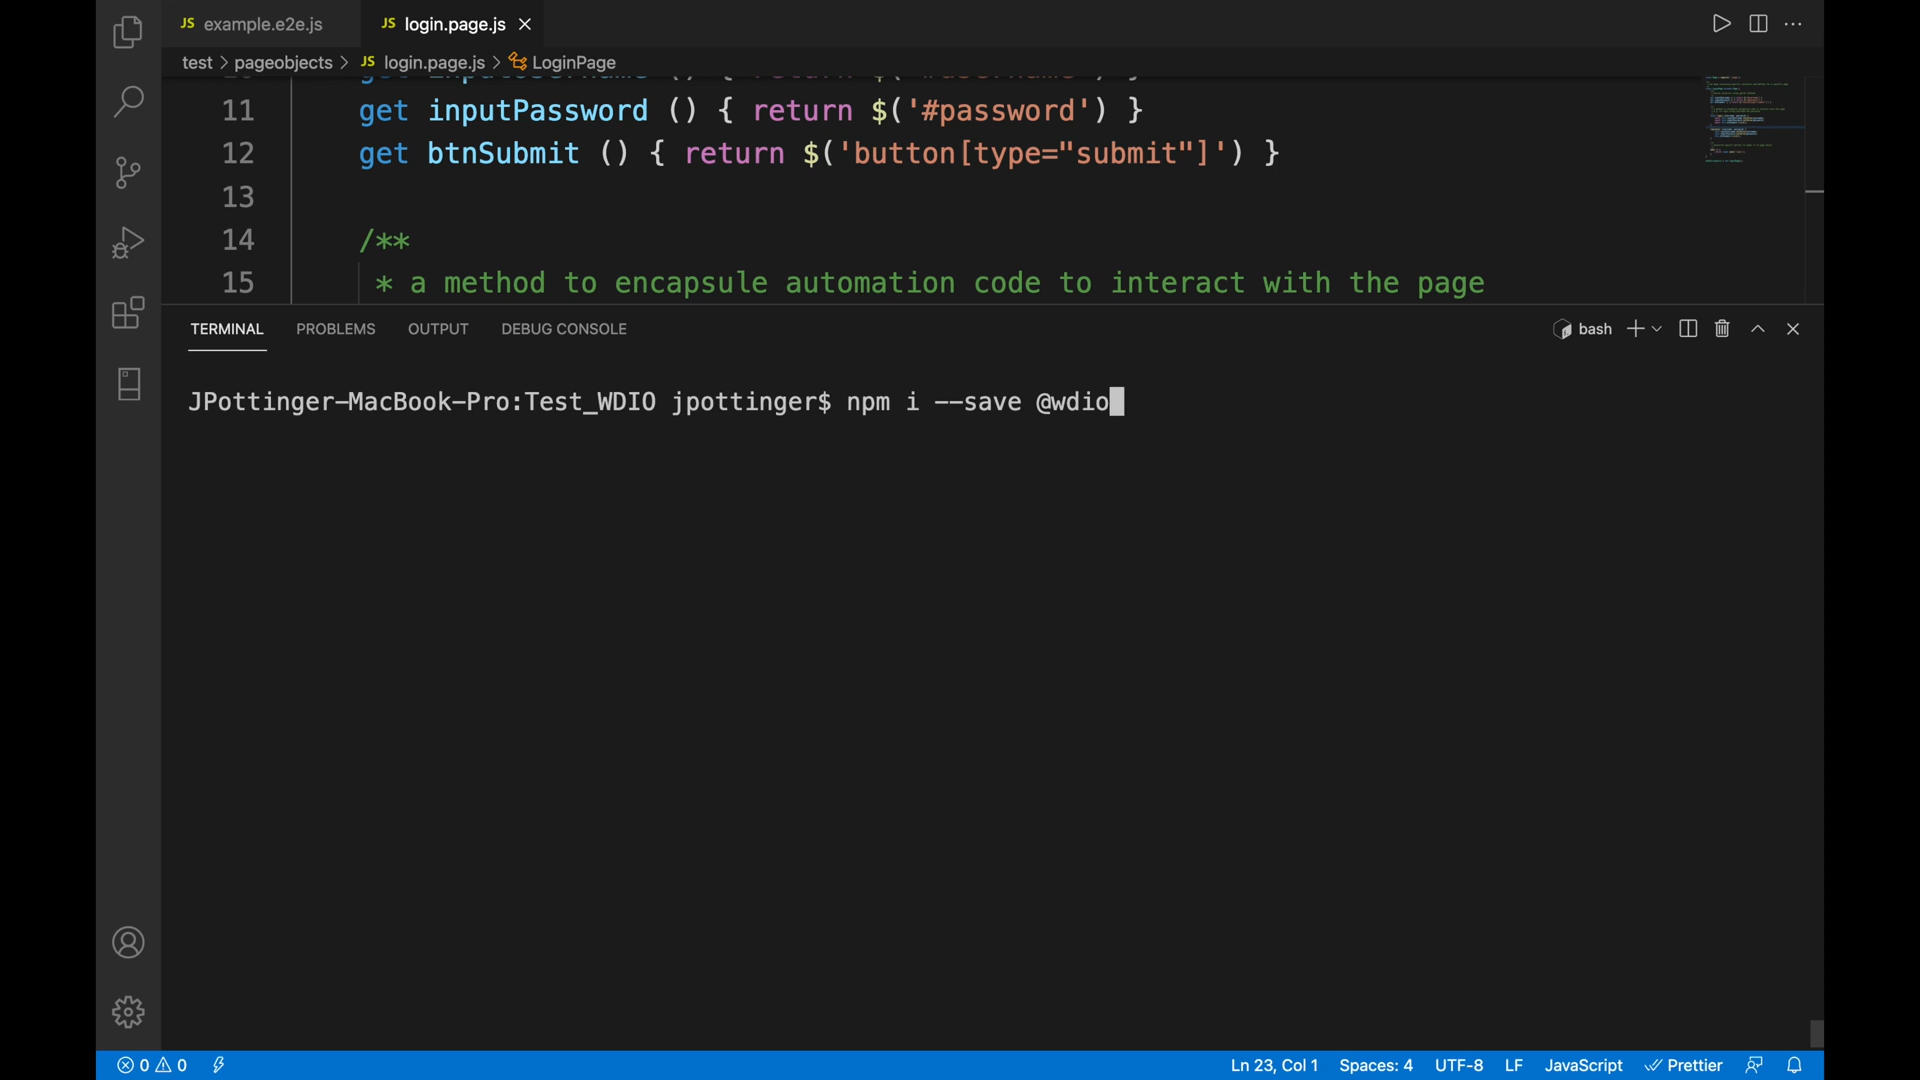 JS example.e2e.js JS login.page.js
test > pageobjects > JS login.page.js > LoginPage
11 get inputPassword () { return $('#password') }
12 get btnSubmit () { return $('button[type="submit"]') }
13
14 /**
15 * a method to encapsule automation code to interact with the page
TERMINAL PROBLEMS OUTPUT DEBUG CONSOLE bash
JPottinger-MacBook-Pro:Test_WDIO jpottinger$ npm i --save @wdio
0 0 Ln 23, Col 1 Spaces: 4 UTF-8 LF JavaScript Prettier